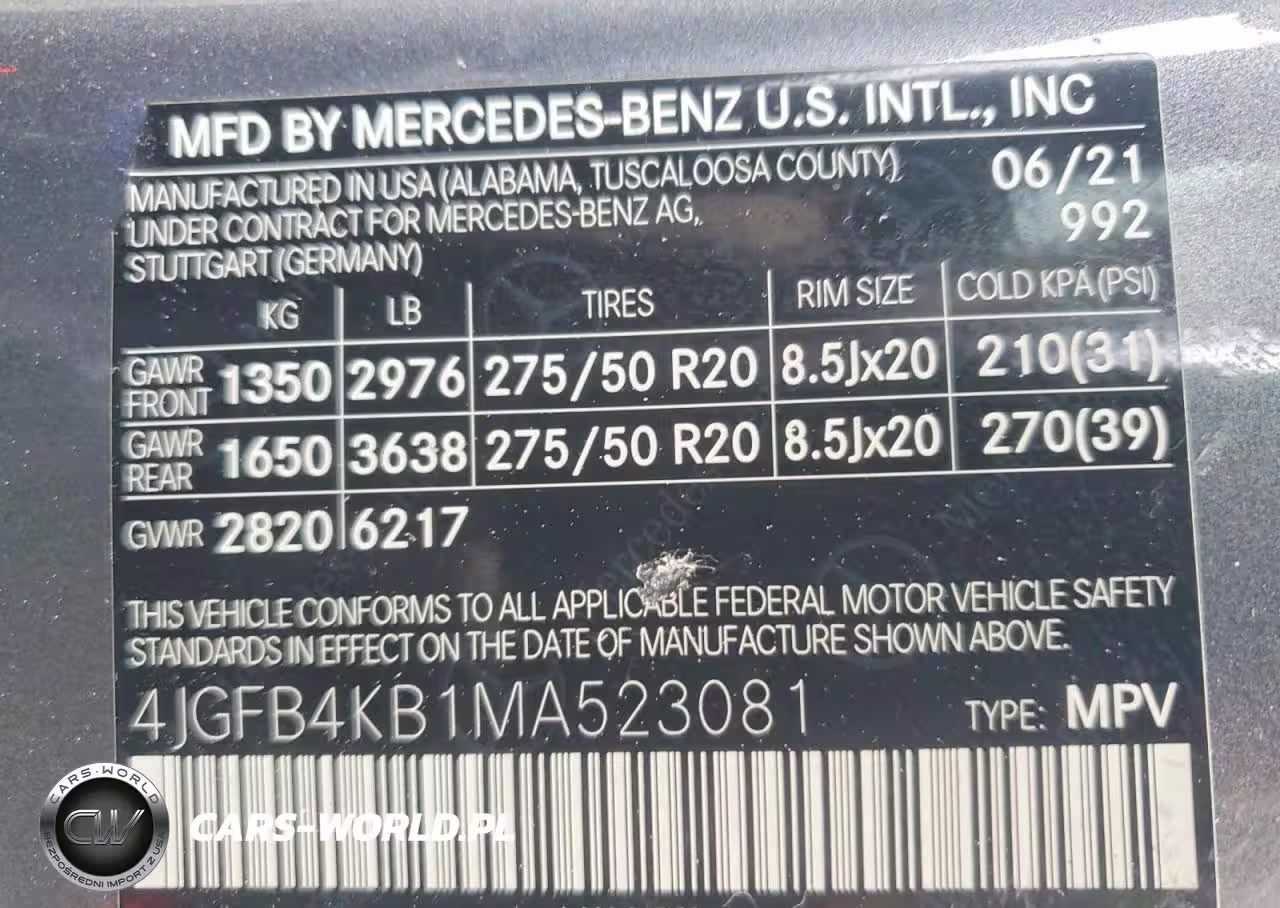 MFD BY MERCEDES-BENZ U.S. INTL., INC
MANUFACTURED IN USA (ALABAMA, TUSCALOOSA COUNTY) 06/21
UNDER CONTRACT FOR MERCEDES-BENZ AG, 992
STUTTGART (GERMANY)
KG LB TIRES RIM SIZE COLD KPA (PSI)
GAWR FRONT 1350 2976 275/50 R20 8.5Jx20 210(31)
GAWR REAR 1650 3638 275/50 R20 8.5Jx20 270(39)
GVWR 2820 6217
THIS VEHICLE CONFORMS TO ALL APPLICABLE FEDERAL MOTOR VEHICLE SAFETY
STANDARDS IN EFFECT ON THE DATE OF MANUFACTURE SHOWN ABOVE.
4JGFB4KB1MA523081 TYPE: MPV
CARS-WORLD
CW
BEZPOŚREDNI IMPORT Z USA
CARS-WORLD.PL